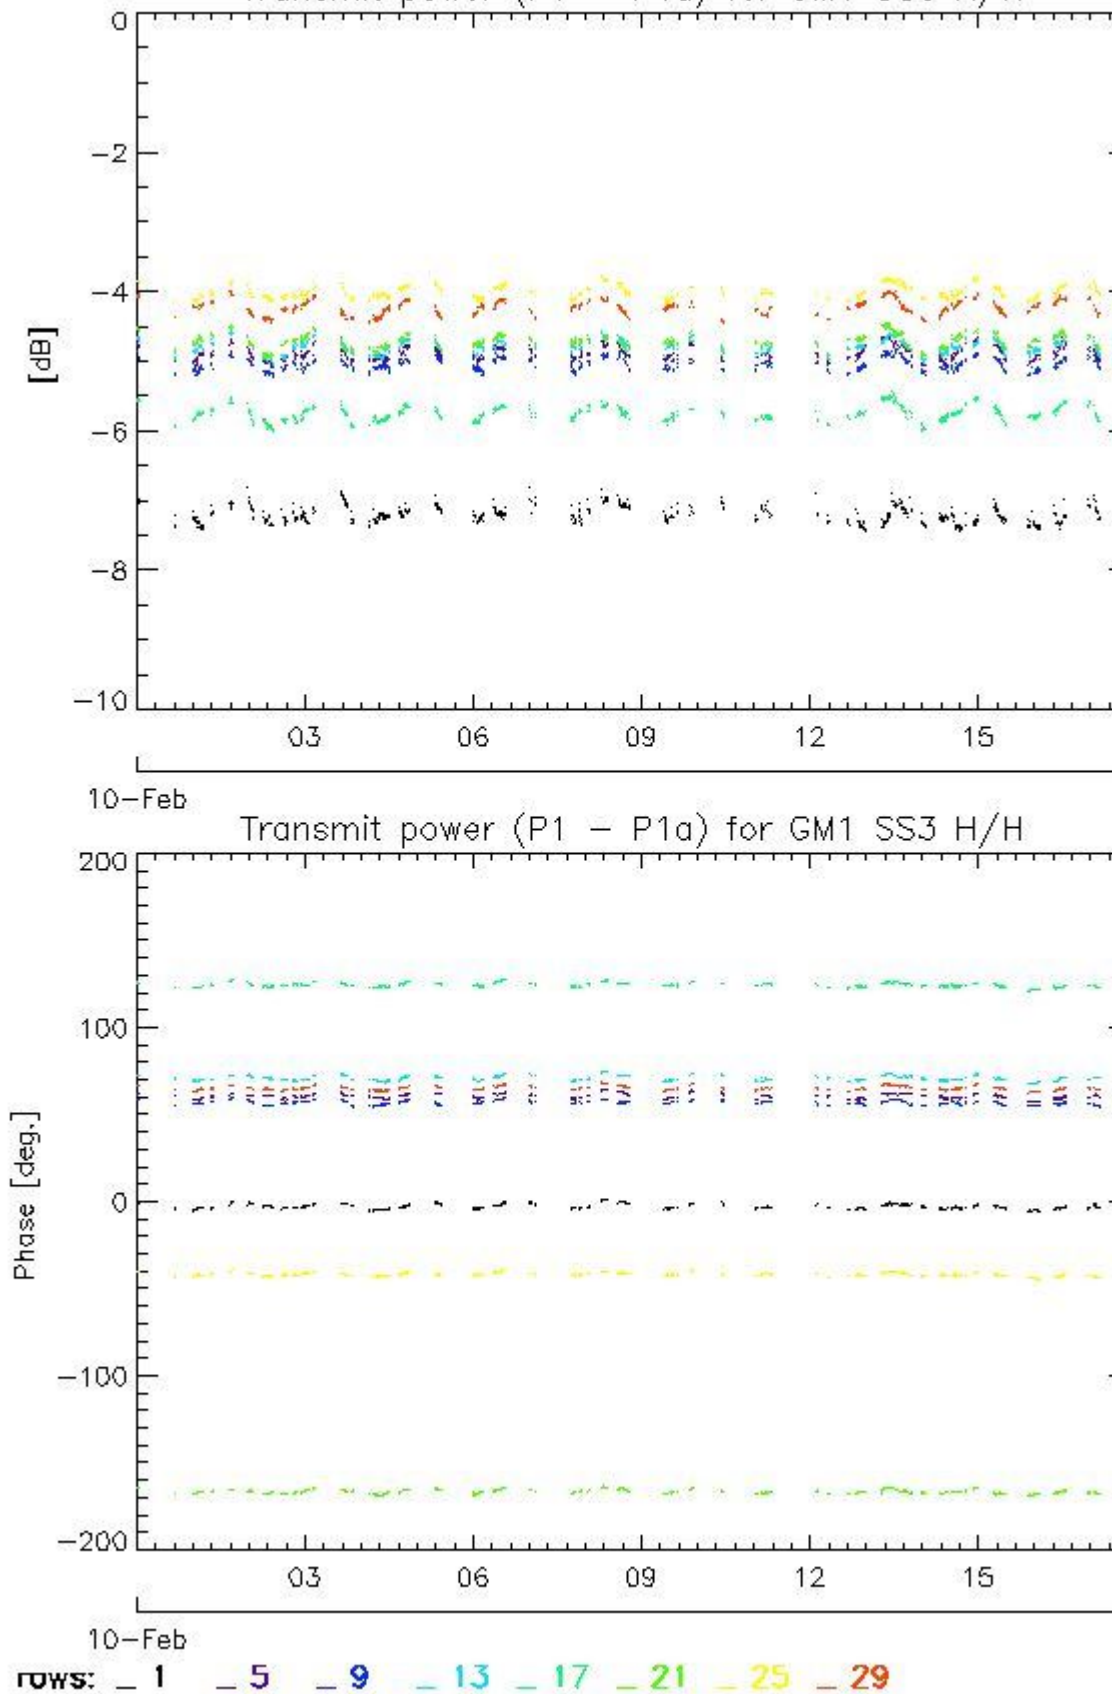 0
-2
-4
[dB]
-6
-8
-10
03 06 09 12 15
10-Feb
Transmit power (P1 - P1a) for GM1 SS3 H/H
200
100
0
Phase [deg.]
-100
-200
03 06 09 12 15
10-Feb
rows: _ 1 _ 5 _ 9 _ 13 _ 17 _ 21 _ 25 _ 29